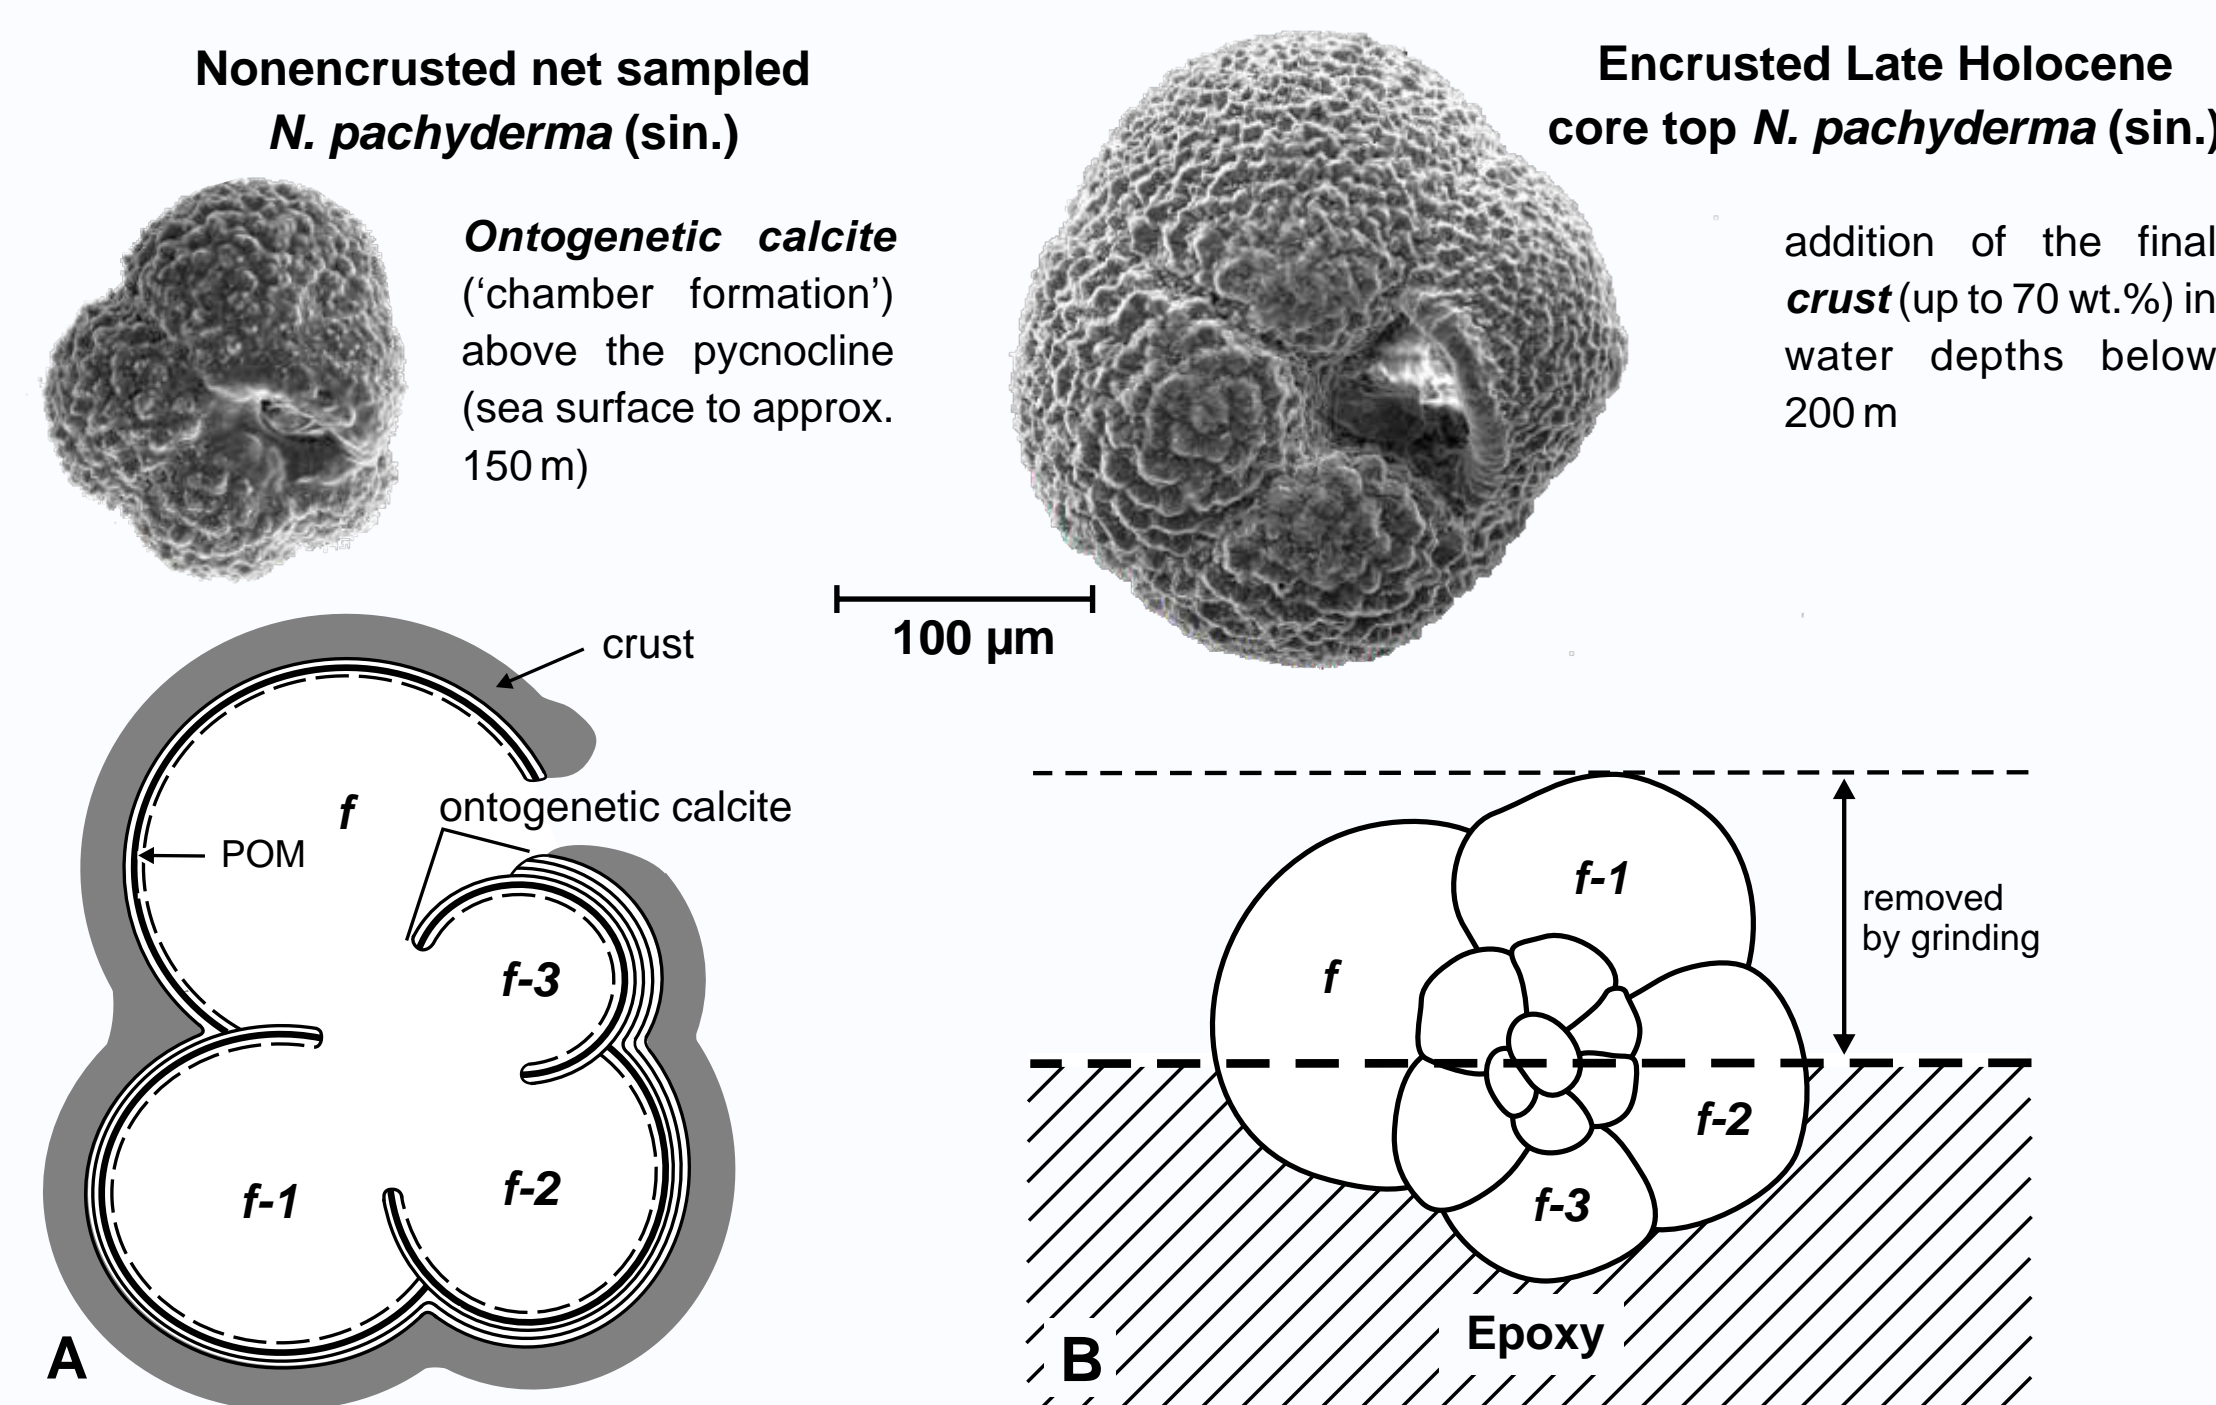 Nonencrusted net sampled
N. pachyderma (sin.)
Ontogenetic calcite
(‘chamber formation’)
above the pycnocline
(sea surface to approx.
150 m)
Encrusted Late Holocene
core top N. pachyderma (sin.)
addition of the final
crust (up to 70 wt.%) in
water depths below
200 m
100 µm
crust
f
ontogenetic calcite
POM
f-3
f-1
f-2
A
f-1
removed
by grinding
f
f-2
f-3
Epoxy
B